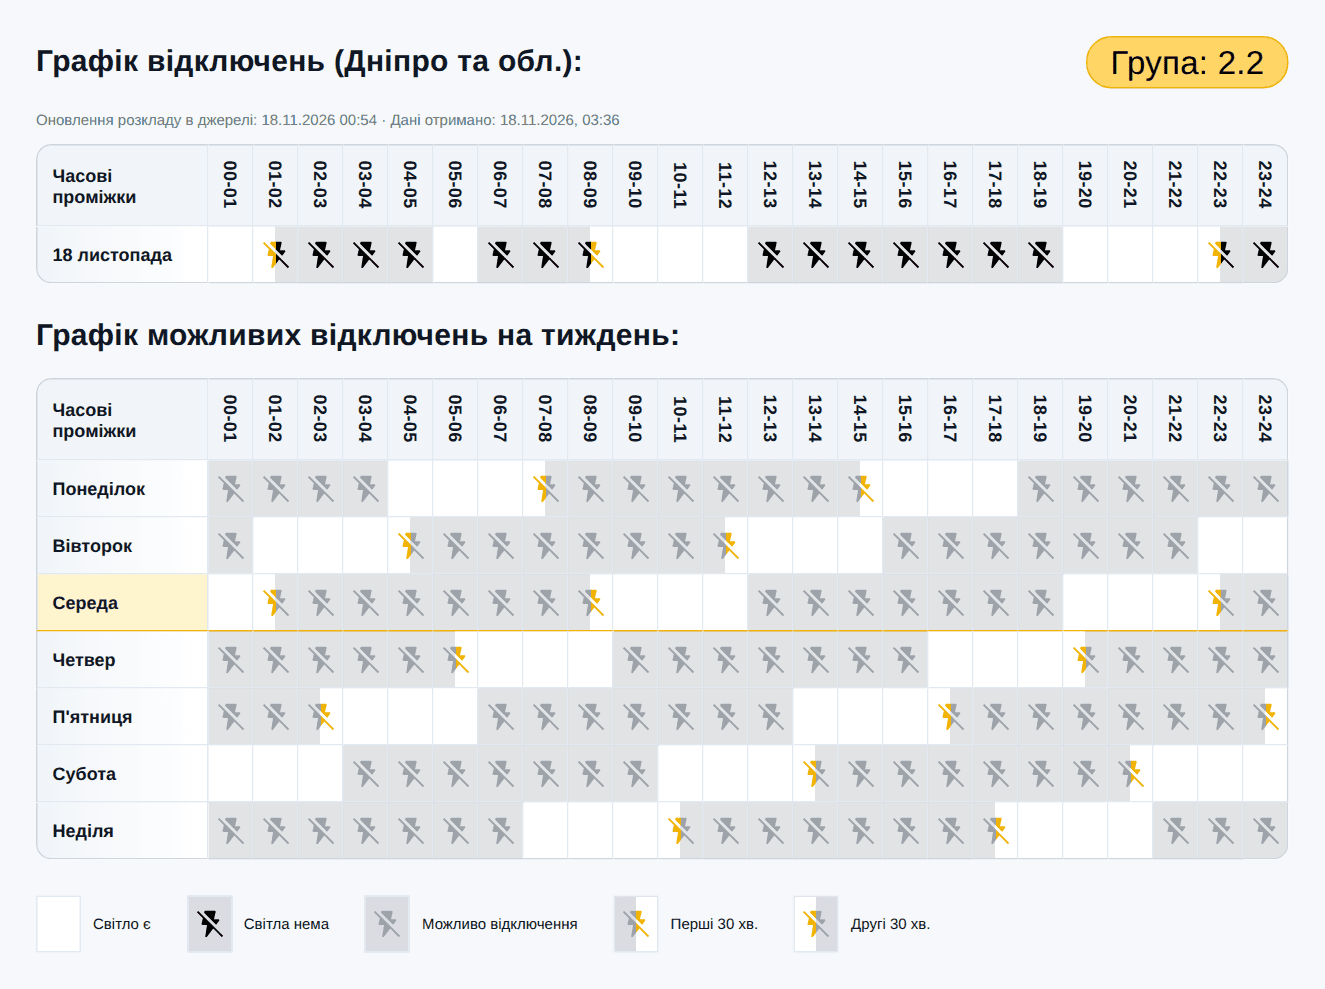 Графік відключень (Дніпро та обл.):
Група: 2.2
Оновлення розкладу в джерелі: 18.11.2026 00:54 · Дані отримано: 18.11.2026, 03:36
Часові
проміжки
00-01 01-02 02-03 03-04 04-05 05-06 06-07 07-08 08-09 09-10 10-11 11-12 12-13 13-14 14-15 15-16 16-17 17-18 18-19 19-20 20-21 21-22 22-23 23-24
18 листопада
Графік можливих відключень на тиждень:
Часові
проміжки
00-01 01-02 02-03 03-04 04-05 05-06 06-07 07-08 08-09 09-10 10-11 11-12 12-13 13-14 14-15 15-16 16-17 17-18 18-19 19-20 20-21 21-22 22-23 23-24
Понеділок
Вівторок
Середа
Четвер
П'ятниця
Субота
Неділя
Світло є
Світла нема
Можливо відключення
Перші 30 хв.
Другі 30 хв.